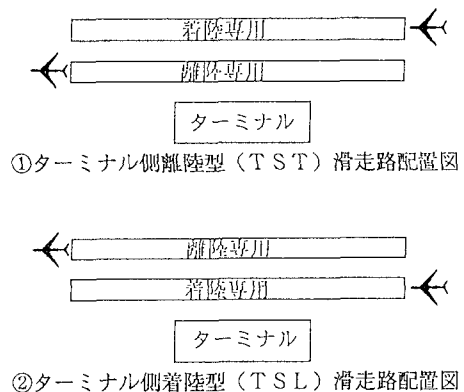 着陸専用
離陸専用
ターミナル
①ターミナル側離陸型（ＴＳＴ）滑走路配置図
離陸専用
着陸専用
ターミナル
②ターミナル側着陸型（ＴＳＬ）滑走路配置図